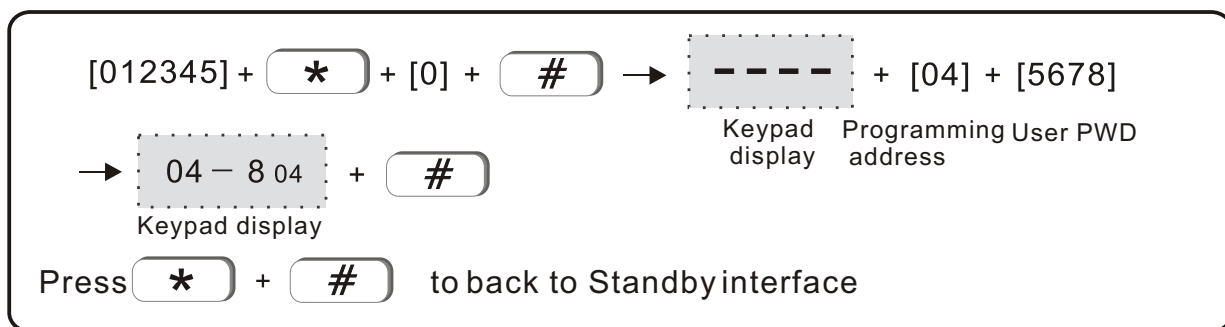 [012345] + * + [0] + # → ---- + [04] + [5678]
Keypad display Programming address User PWD
→ 04 – 8 04 + #
Keypad display
Press * + # to back to Standby interface